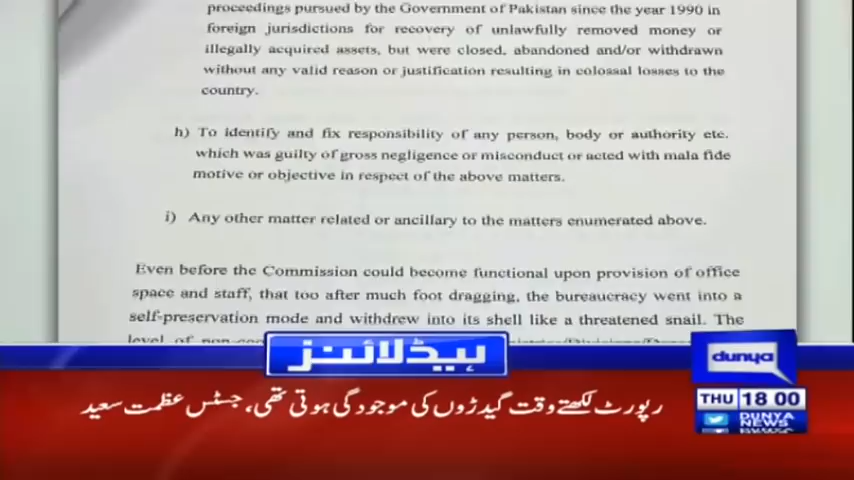 proceedings pursued by the Government of Pakistan since the year 1990 in
foreign jurisdictions for recovery of unlawfully removed money or
illegally acquired assets, but were closed, abandoned and/or withdrawn
without any valid reason or justification resulting in colossal losses to the
country.
h) To identify and fix responsibility of any person, body or authority etc.
which was guilty of gross negligence or misconduct or acted with mala fide
motive or objective in respect of the above matters.
i) Any other matter related or ancillary to the matters enumerated above.
Even before the Commission could become functional upon provision of office
space and staff, that too after much foot dragging, the bureaucracy went into a
self-preservation mode and withdrew into its shell like a threatened snail. The
level of
ہیڈلائنز
dunya
THU 18 00
DUNYA
NEWS
رپورٹ لکھتے وقت گیدڑوں کی موجودگی ہوتی تھی، جسٹس عظمت سعید